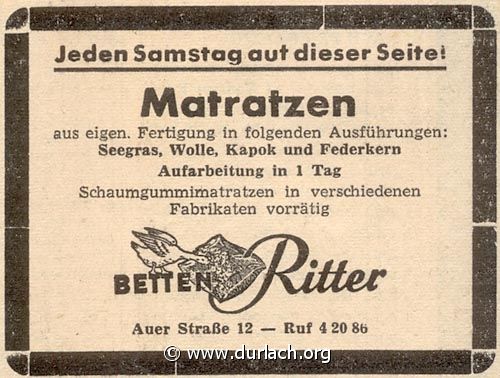 Jeden Samstag auf dieser Seite!
Matratzen
aus eigen. Fertigung in folgenden Ausführungen:
Seegras, Wolle, Kapok und Federkern
Aufarbeitung in 1 Tag
Schaumgummimatratzen in verschiedenen
Fabrikaten vorrätig
BETTEN Ritter
Auer Straße 12 — Ruf 4 20 86
© www.durlach.org